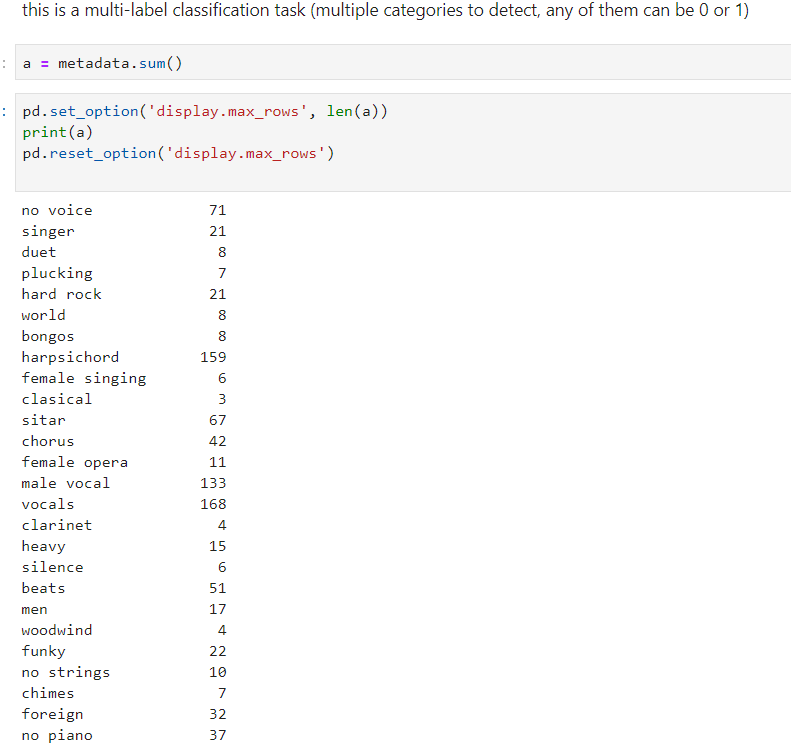 this is a multi-label classification task (multiple categories to detect, any of them can be 0 or 1)
: a = metadata.sum()
: pd.set_option('display.max_rows', len(a))
print(a)
pd.reset_option('display.max_rows')
no voice 71
singer 21
duet 8
plucking 7
hard rock 21
world 8
bongos 8
harpsichord 159
female singing 6
clasical 3
sitar 67
chorus 42
female opera 11
male vocal 133
vocals 168
clarinet 4
heavy 15
silence 6
beats 51
men 17
woodwind 4
funky 22
no strings 10
chimes 7
foreign 32
no piano 37